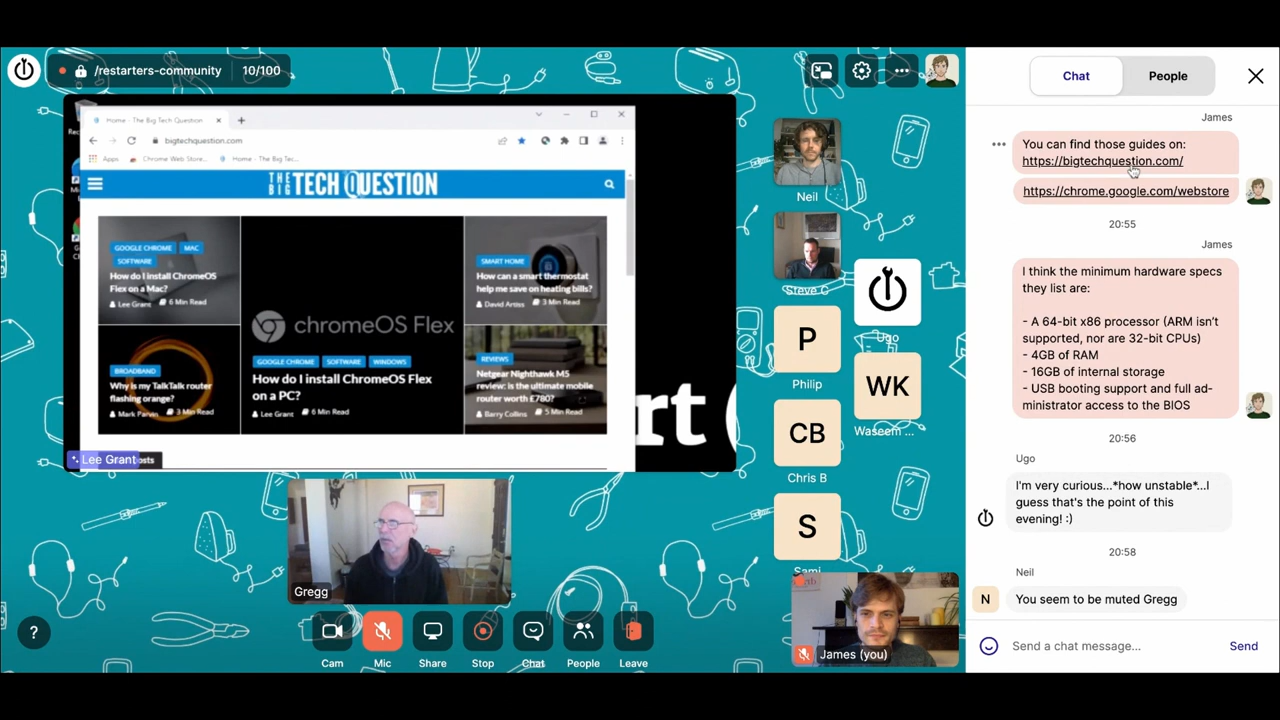 /restarters-community
10/100
Home - The Big Tech Question
bigtechquestion.com
Apps
Chrome Web Store...
Home - The Big Tec...
THE BIG TECH QUESTION
GOOGLE CHROME
MAC
SOFTWARE
How do I install ChromeOS
Flex on a Mac?
Lee Grant
6 Min Read
BROADBAND
Why is my TalkTalk router
flashing orange?
Mark Parvin
3 Min Read
chromeOS Flex
GOOGLE CHROME
SOFTWARE
WINDOWS
How do I install ChromeOS Flex
on a PC?
Lee Grant
6 Min Read
SMART HOME
How can a smart thermostat
help me save on heating bills?
David Artiss
3 Min Read
REVIEWS
Netgear Nighthawk M5
review: is the ultimate mobile
router worth £780?
Barry Collins
5 Min Read
rt (
Lee Grant
osts
Gregg
Neil
Steve C
P
Philip
CB
Chris B
S
Sami
Ugo
WK
Waseem ...
James (you)
?
Cam
Mic
Share
Stop
Chat
People
Leave
Chat
People
James
You can find those guides on:
https://bigtechquestion.com/
https://chrome.google.com/webstore
20:55
James
I think the minimum hardware specs
they list are:
- A 64-bit x86 processor (ARM isn't
supported, nor are 32-bit CPUs)
- 4GB of RAM
- 16GB of internal storage
- USB booting support and full ad-
ministrator access to the BIOS
20:56
Ugo
I'm very curious...*how unstable*...I
guess that's the point of this
evening! :)
20:58
Neil
N
You seem to be muted Gregg
Send a chat message...
Send